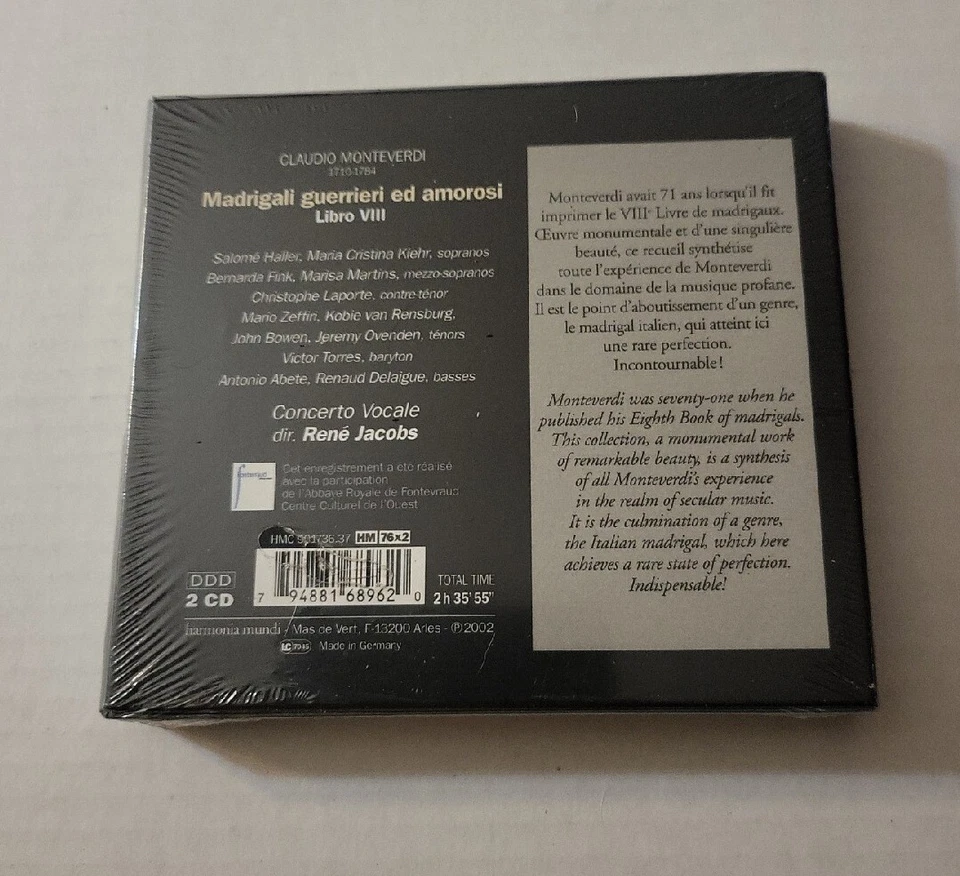 CLAUDIO MONTEVERDI
1710-1784
Madrigali guerrieri ed amorosi
Libro VIII
Salomé Haller, Maria Cristina Kiehr, sopranos
Bernarda Fink, Marisa Martins, mezzo-sopranos
Christophe Laporte, contre-ténor
Mario Zeffiri, Kobie van Rensburg,
John Bowen, Jeremy Ovenden, ténors
Victor Torres, baryton
Antonio Abete, Renaud Delaigue, basses
Concerto Vocale
dir. René Jacobs
Cet enregistrement a été réalisé
avec la participation
de l'Abbaye Royale de Fontevraud
Centre Culturel de l'Ouest
HMC 901736.37 HM 76x2
DDD
2 CD
7 94881 68962 0
TOTAL TIME
2 h 35' 55"
harmonia mundi - Mas de Vert, F-13200 Arles - ℗ 2002
LC 7045 Made in Germany
Monteverdi avait 71 ans lorsqu'il fit
imprimer le VIIIe Livre de madrigaux.
Œuvre monumentale et d'une singulière
beauté, ce recueil synthétise
toute l'expérience de Monteverdi
dans le domaine de la musique profane.
Il est le point d'aboutissement d'un genre,
le madrigal italien, qui atteint ici
une rare perfection.
Incontournable !
Monteverdi was seventy-one when he
published his Eighth Book of madrigals.
This collection, a monumental work
of remarkable beauty, is a synthesis
of all Monteverdi's experience
in the realm of secular music.
It is the culmination of a genre,
the Italian madrigal, which here
achieves a rare state of perfection.
Indispensable!